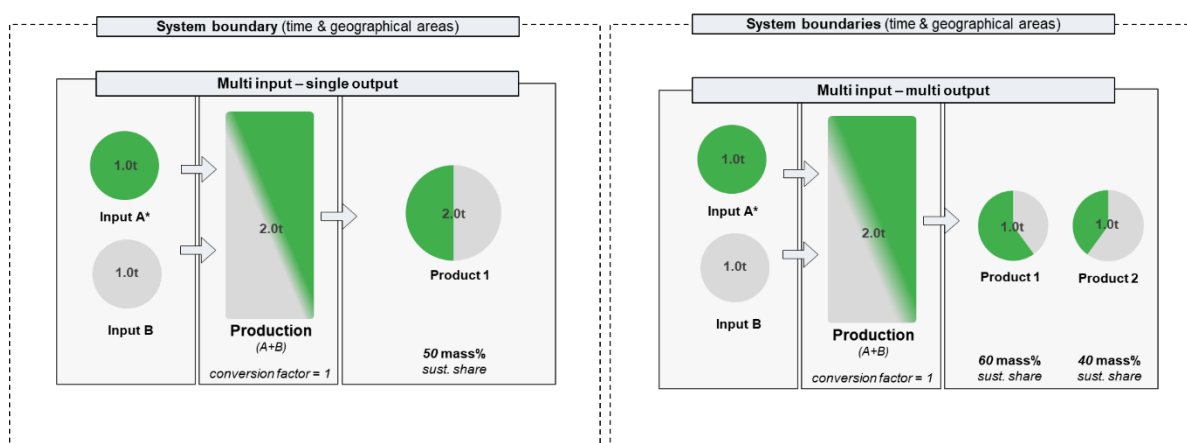 System boundary (time & geographical areas)
Multi input – single output
1.0t
Input A*
1.0t
Input B
2.0t
Production
(A+B)
conversion factor = 1
2.0t
Product 1
50 mass%
sust. share
System boundaries (time & geographical areas)
Multi input – multi output
1.0t
Input A*
1.0t
Input B
2.0t
Production
(A+B)
conversion factor = 1
1.0t
Product 1
60 mass%
sust. share
1.0t
Product 2
40 mass%
sust. share